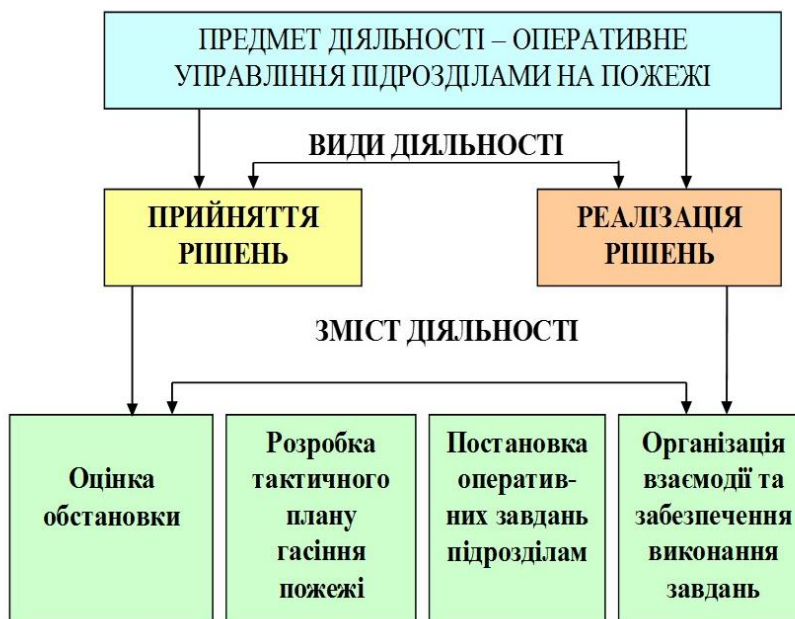 ПРЕДМЕТ ДІЯЛЬНОСТІ – ОПЕРАТИВНЕ
УПРАВЛІННЯ ПІДРОЗДІЛАМИ НА ПОЖЕЖІ
ВИДИ ДІЯЛЬНОСТІ
ПРИЙНЯТТЯ
РІШЕНЬ
РЕАЛІЗАЦІЯ
РІШЕНЬ
ЗМІСТ ДІЯЛЬНОСТІ
Оцінка
обстановки
Розробка
тактичного
плану
гасіння
пожежі
Постановка
оператив-
них завдань
підрозділам
Організація
взаємодії та
забезпечення
виконання
завдань